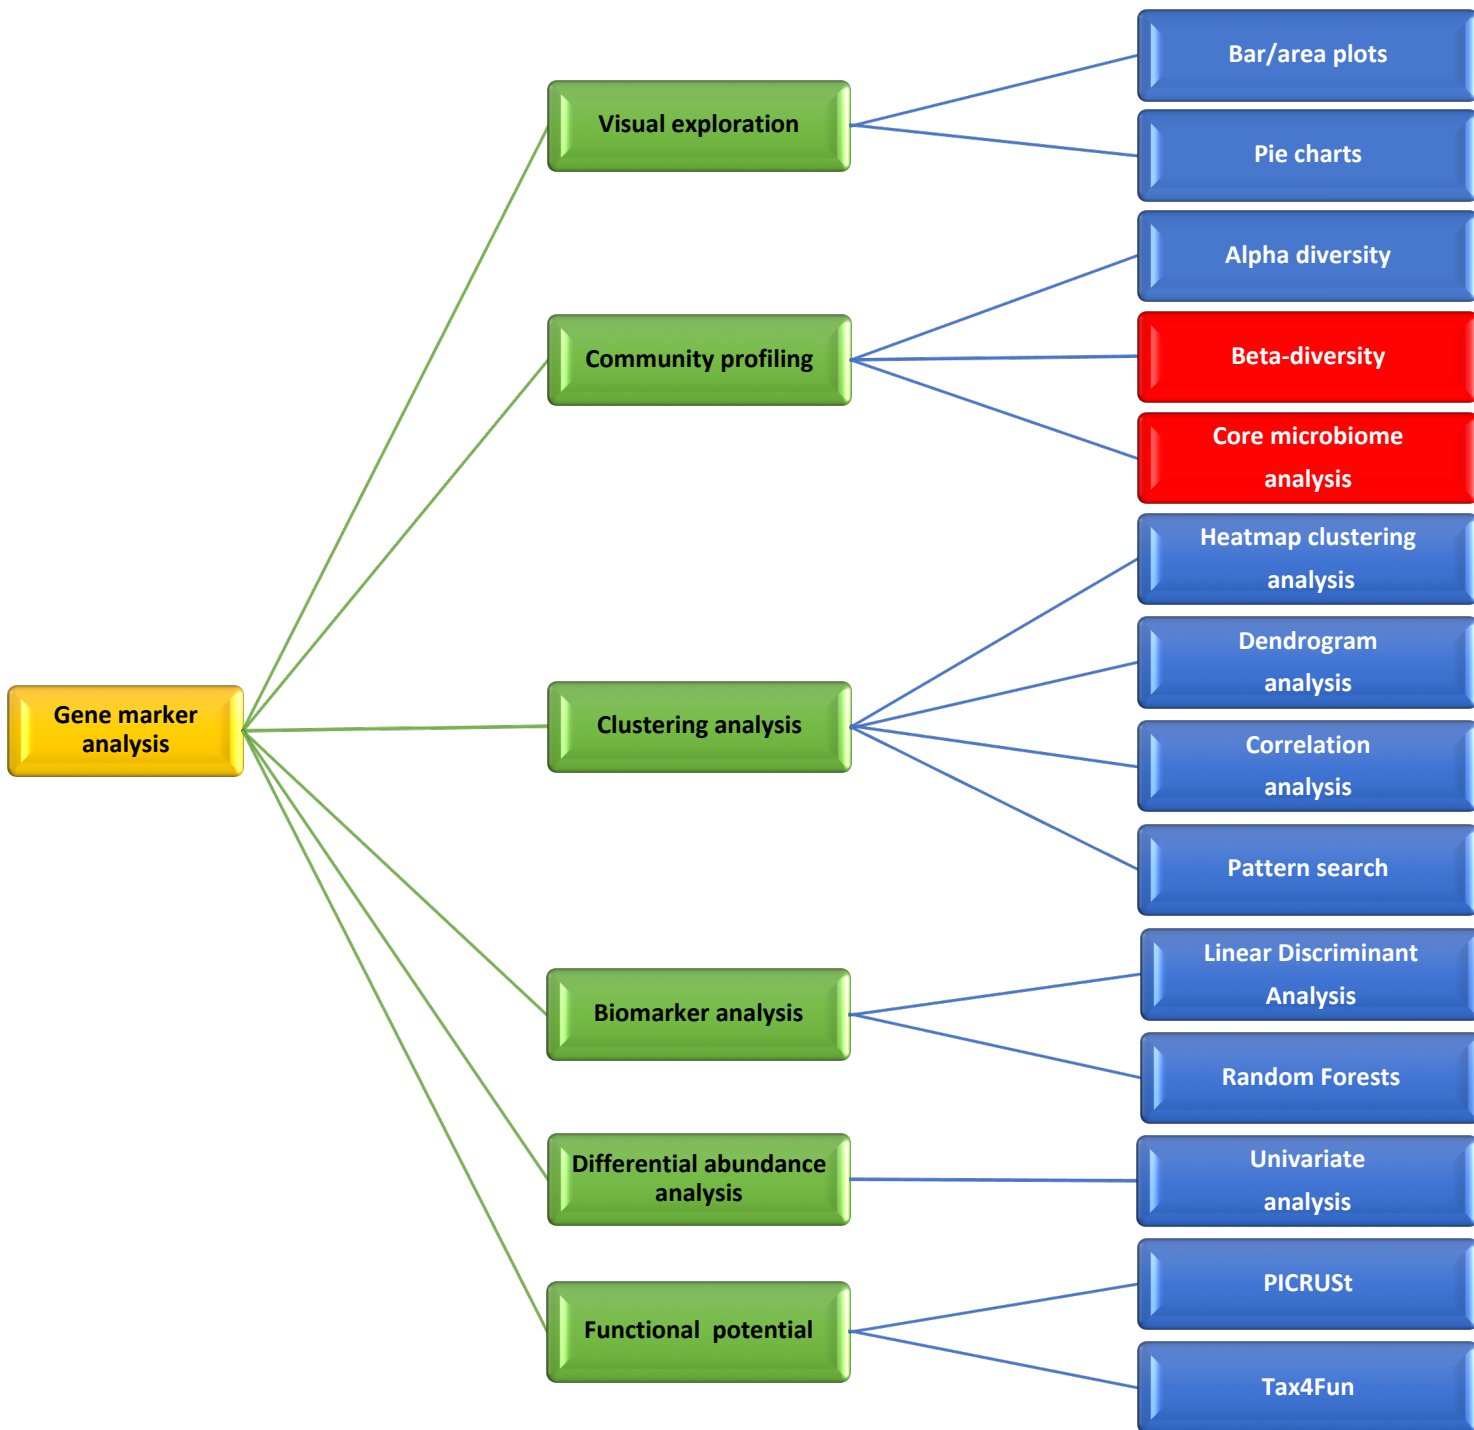 Gene marker
analysis
Visual exploration
Bar/area plots
Pie charts
Community profiling
Alpha diversity
Beta-diversity
Core microbiome
analysis
Clustering analysis
Heatmap clustering
analysis
Dendrogram
analysis
Correlation
analysis
Pattern search
Biomarker analysis
Linear Discriminant
Analysis
Random Forests
Differential abundance
analysis
Univariate
analysis
Functional  potential
PICRUSt
Tax4Fun